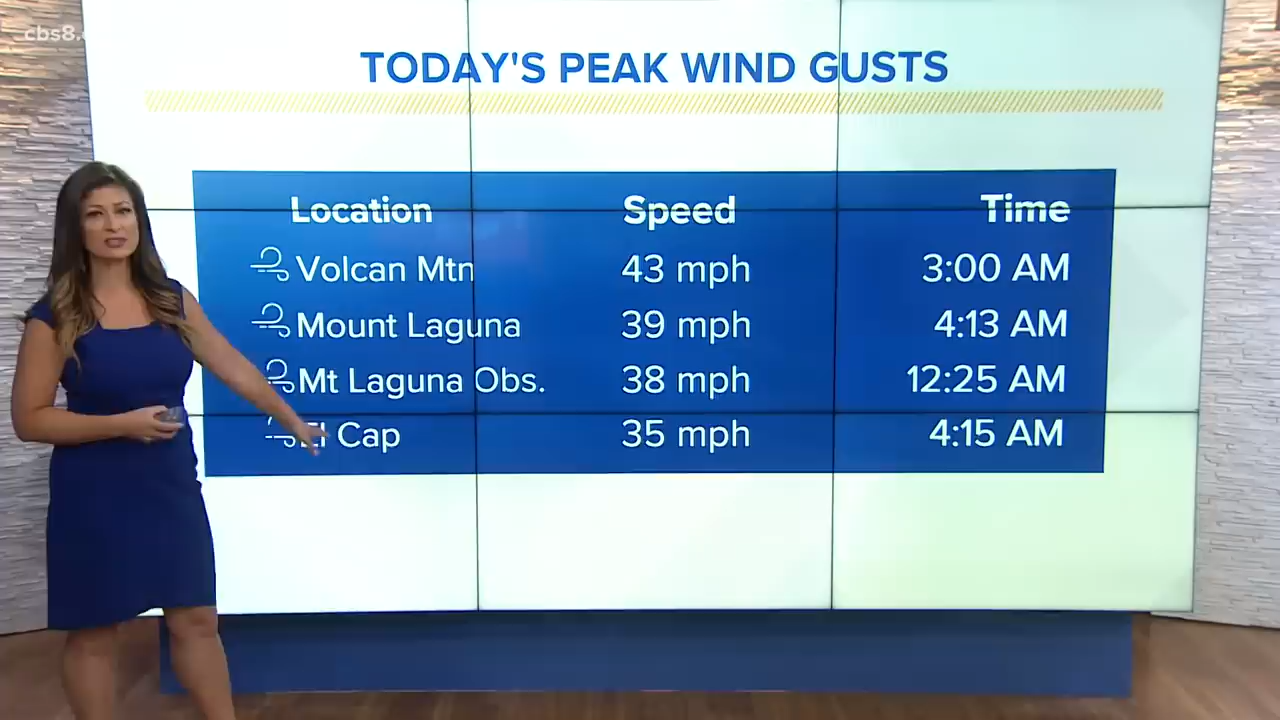 cbs8.
TODAY'S PEAK WIND GUSTS
Location Speed Time
Volcan Mtn 43 mph 3:00 AM
Mount Laguna 39 mph 4:13 AM
Mt Laguna Obs. 38 mph 12:25 AM
El Cap 35 mph 4:15 AM